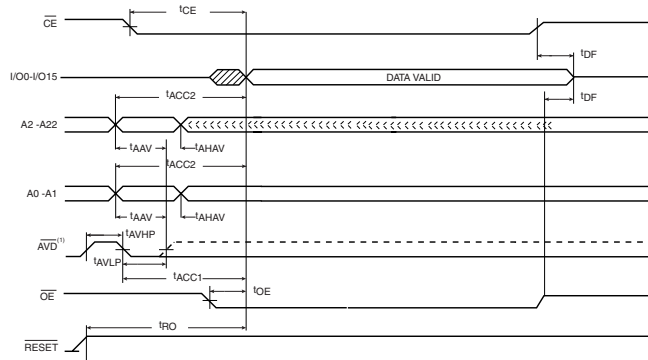 tCE
CE
tDF
I/O0-I/O15
DATA VALID
tACC2
tDF
A2 -A22
tAAV
tAHAV
tACC2
A0 -A1
tAAV
tAHAV
tAVHP
AVD(1)
tAVLP
tACC1
tOE
OE
tRO
RESET